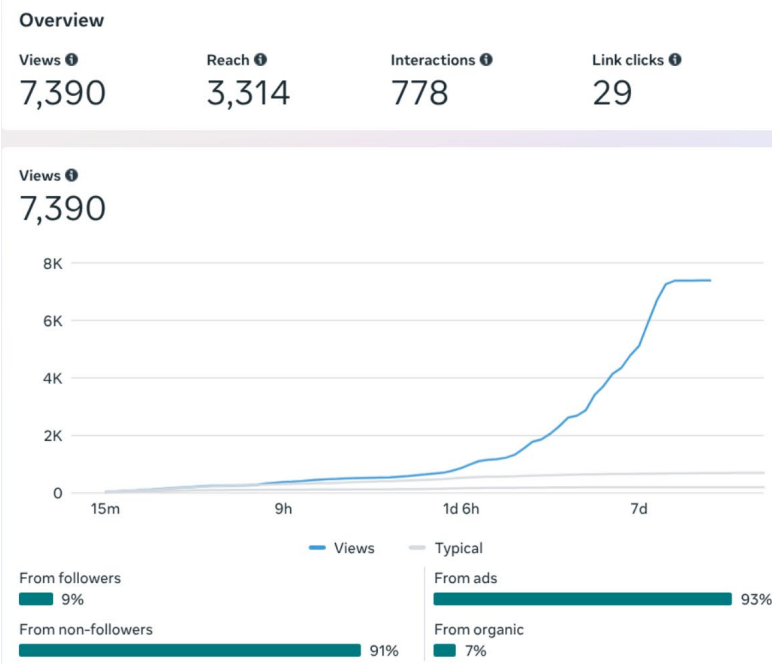 Overview
Views Reach Interactions Link clicks
7,390 3,314 778 29
Views
7,390
8K
6K
4K
2K
0
15m 9h 1d 6h 7d
Views Typical
From followers From ads
9% 93%
From non-followers From organic
91% 7%